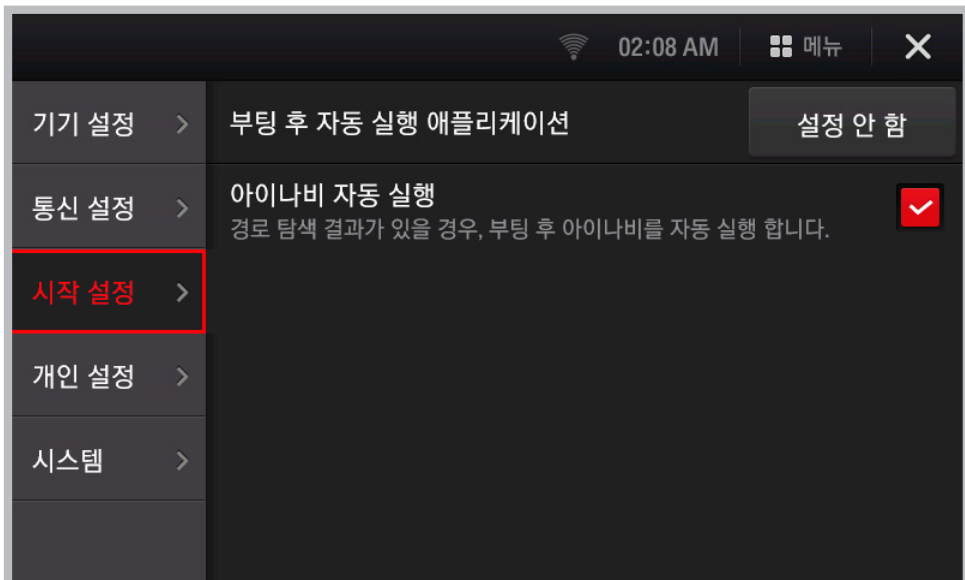 02:08 AM 메뉴
기기 설정
부팅 후 자동 실행 애플리케이션
설정 안 함
통신 설정
아이나비 자동 실행
경로 탐색 결과가 있을 경우, 부팅 후 아이나비를 자동 실행 합니다.
시작 설정
개인 설정
시스템